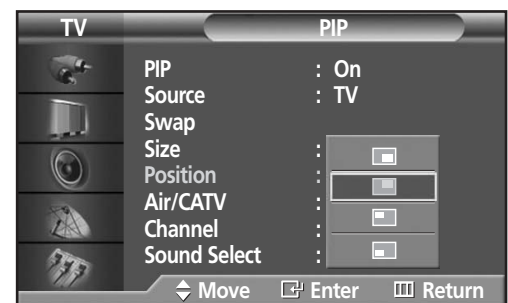 TV PIP
PIP : On
Source : TV
Swap
Size :
Position :
Air/CATV :
Channel :
Sound Select :
Move Enter Return